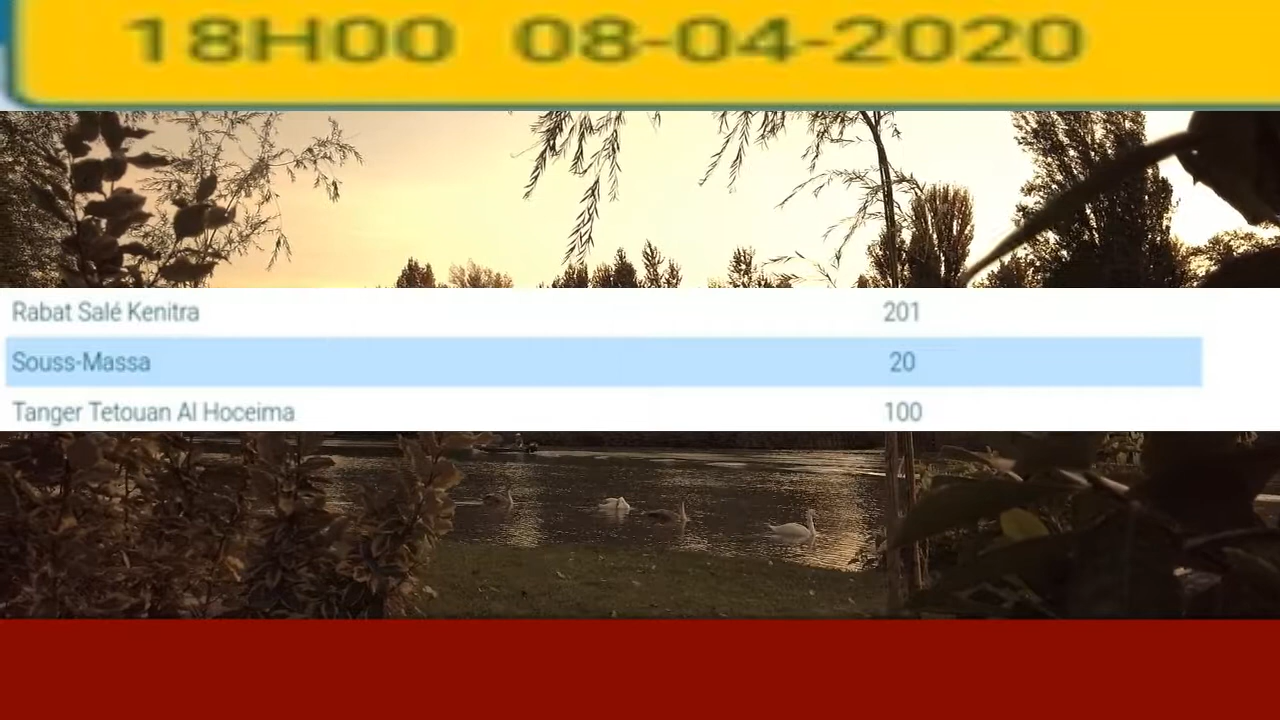 18H00 08-04-2020
Rabat Salé Kenitra 201
Souss-Massa 20
Tanger Tetouan Al Hoceima 100